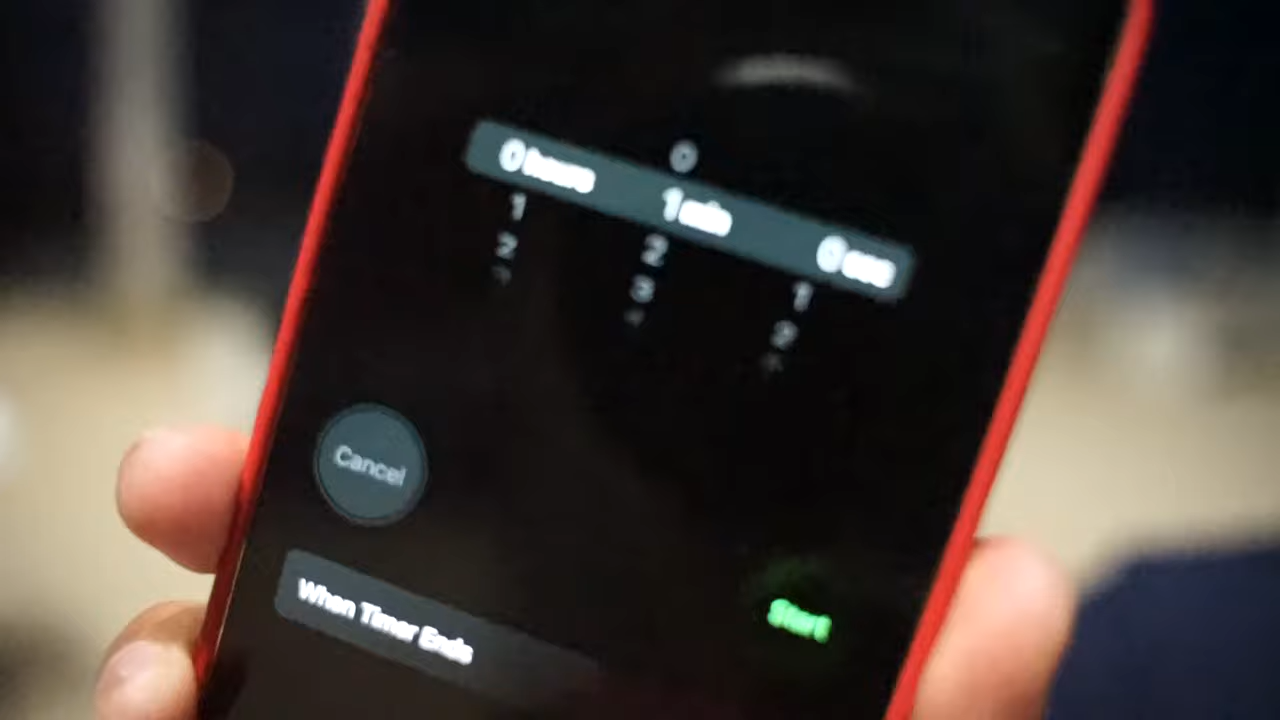 0
0 hours 1 min 0 sec
1 2 1
2 3 2
Cancel
Start
When Timer Ends